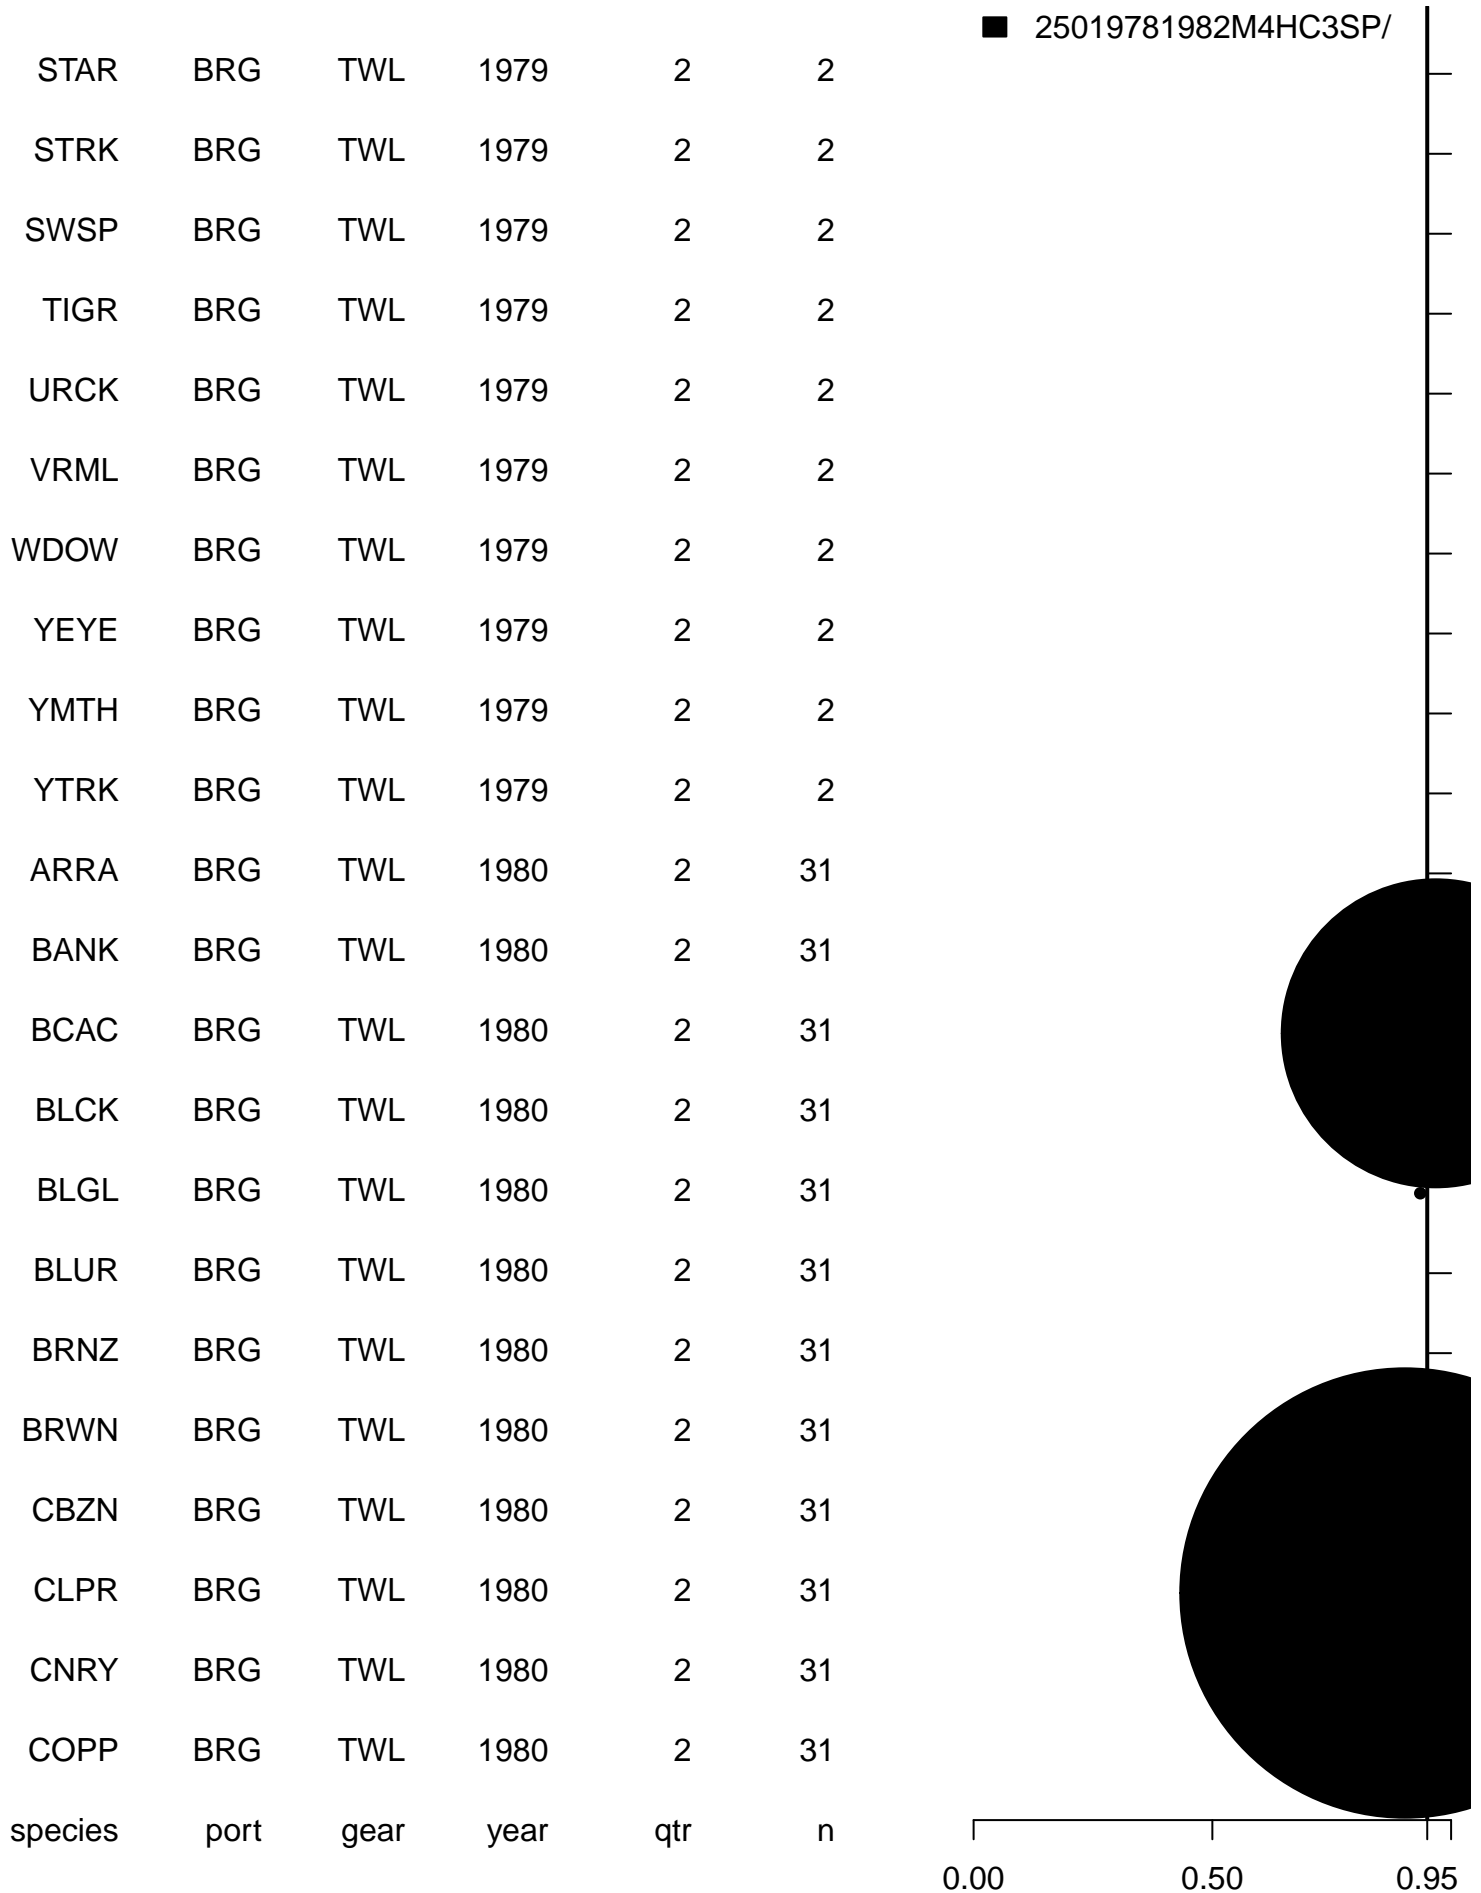 25019781982M4HC3SP/
STAR BRG TWL 1979 2 2
STRK BRG TWL 1979 2 2
SWSP BRG TWL 1979 2 2
TIGR BRG TWL 1979 2 2
URCK BRG TWL 1979 2 2
VRML BRG TWL 1979 2 2
WDOW BRG TWL 1979 2 2
YEYE BRG TWL 1979 2 2
YMTH BRG TWL 1979 2 2
YTRK BRG TWL 1979 2 2
ARRA BRG TWL 1980 2 31
BANK BRG TWL 1980 2 31
BCAC BRG TWL 1980 2 31
BLCK BRG TWL 1980 2 31
BLGL BRG TWL 1980 2 31
BLUR BRG TWL 1980 2 31
BRNZ BRG TWL 1980 2 31
BRWN BRG TWL 1980 2 31
CBZN BRG TWL 1980 2 31
CLPR BRG TWL 1980 2 31
CNRY BRG TWL 1980 2 31
COPP BRG TWL 1980 2 31
species port gear year qtr n
0.00 0.50 0.95